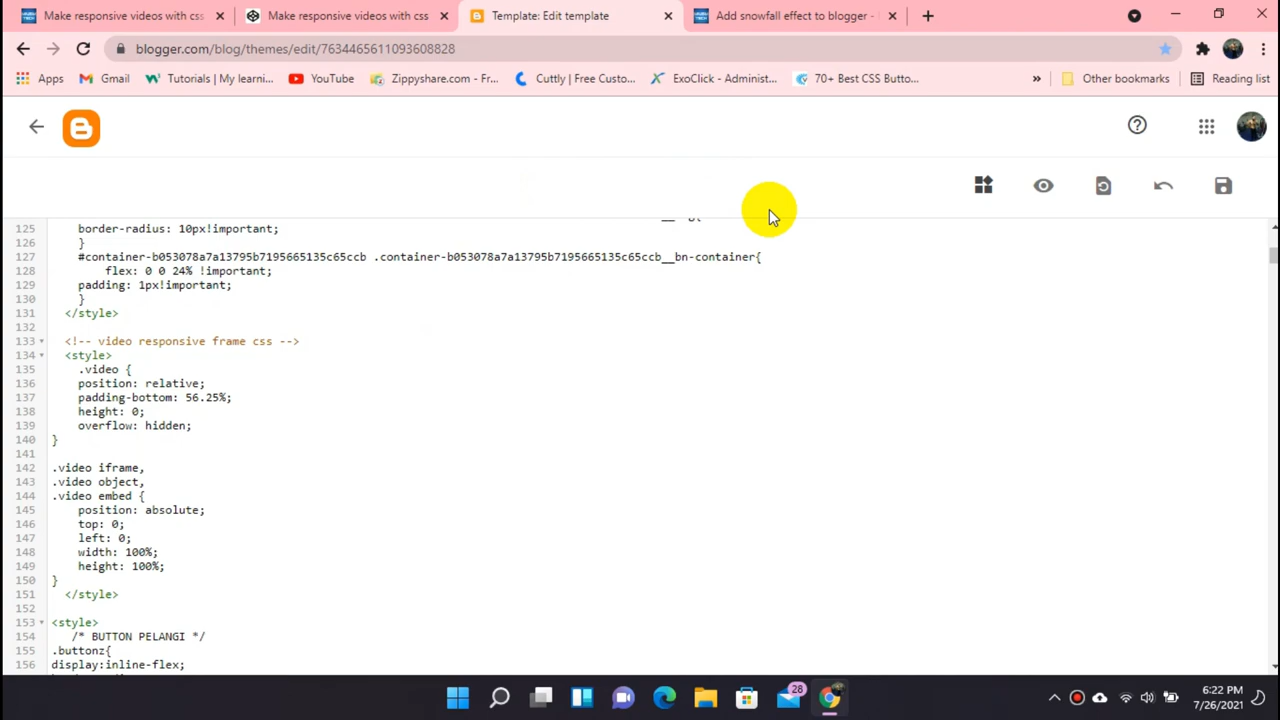 Make responsive videos with css
Make responsive videos with css
Template: Edit template
Add snowfall effect to blogger -
blogger.com/blog/themes/edit/7634465611093608828
Apps
Gmail
Tutorials | My learni...
YouTube
Zippyshare.com - Fr...
Cuttly | Free Custo...
ExoClick - Administ...
70+ Best CSS Butto...
»
Other bookmarks
Reading list
125 border-radius: 10px!important;
126 }
127 #container-b053078a7a13795b7195665135c65ccb .container-b053078a7a13795b7195665135c65ccb__bn-container{
128 flex: 0 0 24% !important;
129 padding: 1px!important;
130 }
131 </style>
132
133 <!-- video responsive frame css -->
134 <style>
135 .video {
136 position: relative;
137 padding-bottom: 56.25%;
138 height: 0;
139 overflow: hidden;
140 }
141
142 .video iframe,
143 .video object,
144 .video embed {
145 position: absolute;
146 top: 0;
147 left: 0;
148 width: 100%;
149 height: 100%;
150 }
151 </style>
152
153 <style>
154 /* BUTTON PELANGI */
155 .buttonz{
156 display:inline-flex;
28
6:22 PM
7/26/2021